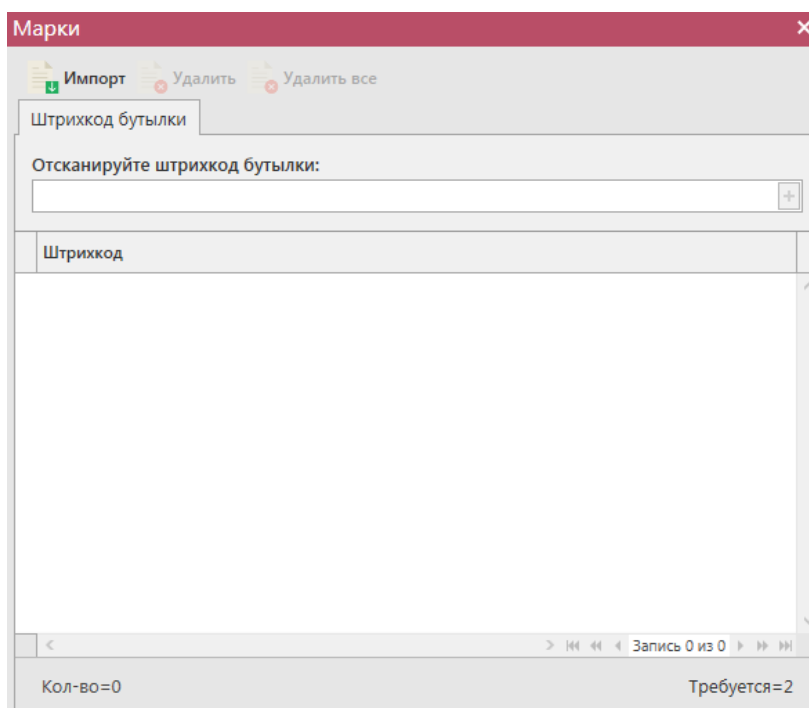 Марки
Импорт Удалить Удалить все
Штрихкод бутылки
Отсканируйте штрихкод бутылки:
Штрихкод
Запись 0 из 0
Кол-во=0 Требуется=2